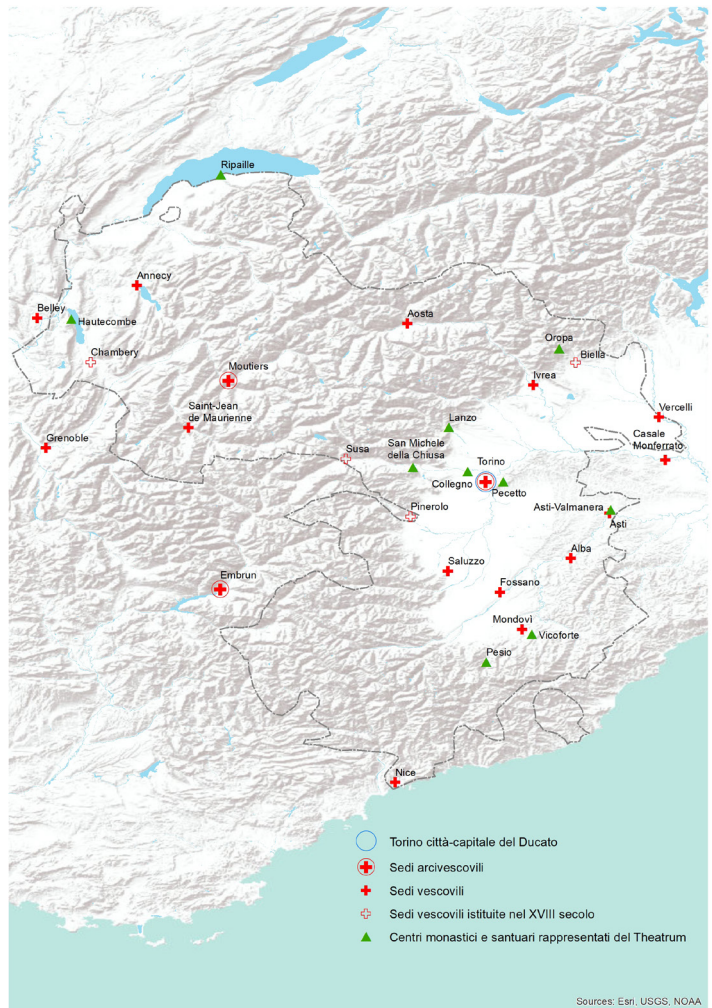 Ripaille
Annecy
Belley
Hautecombe
Aosta
Chambery
Oropa
Biella
Moutiers
Ivrea
Saint-Jean
de Maurienne
Lanzo
Vercelli
Grenoble
Casale
Monferrato
Susa
San Michele
della Chiusa
Torino
Collegno
Pecetto
Pinerolo
Asti-Valmanera
Asti
Alba
Saluzzo
Embrun
Fossano
Mondovì
Vicoforte
Pesio
Nice
Torino città-capitale del Ducato
Sedi arcivescovili
Sedi vescovili
Sedi vescovili istituite nel XVIII secolo
Centri monastici e santuari rappresentati del Theatrum
Sources: Esri, USGS, NOAA